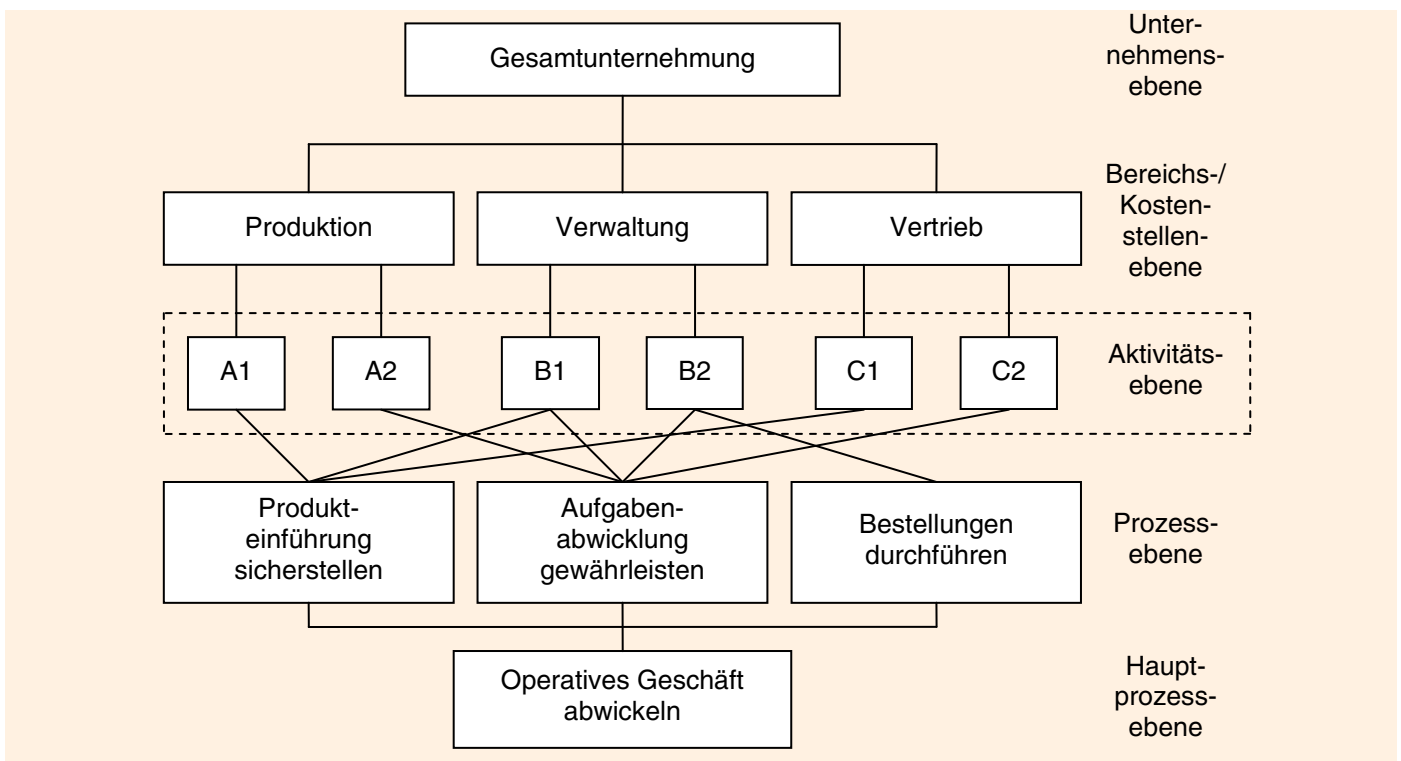 Gesamtunternehmung
Unter-
nehmens-
ebene
Produktion
Verwaltung
Vertrieb
Bereichs-/
Kosten-
stellen-
ebene
A1
A2
B1
B2
C1
C2
Aktivitäts-
ebene
Produkt-
einführung
sicherstellen
Aufgaben-
abwicklung
gewährleisten
Bestellungen
durchführen
Prozess-
ebene
Operatives Geschäft
abwickeln
Haupt-
prozess-
ebene